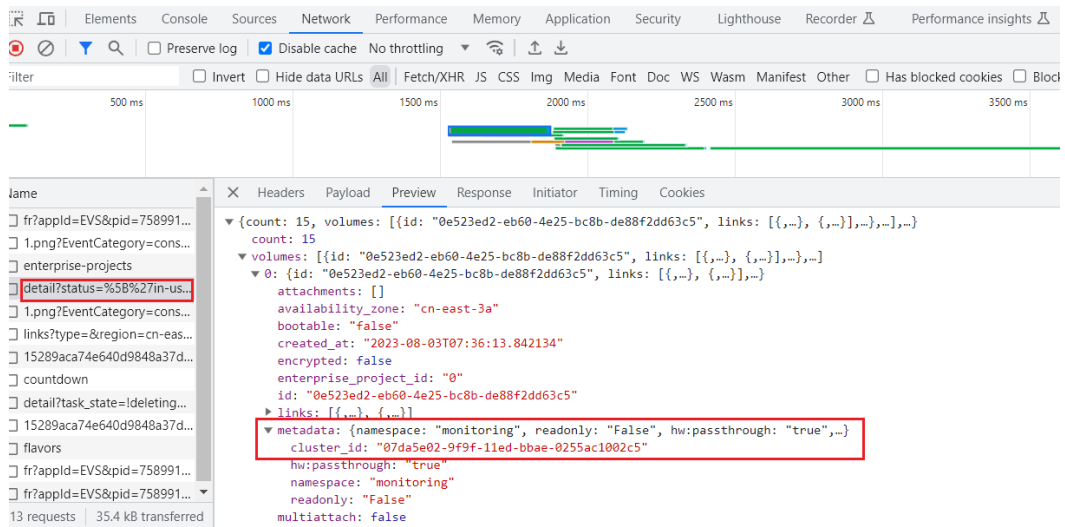 Elements Console Sources Network Performance Memory Application Security Lighthouse Recorder Performance insights
Preserve log Disable cache No throttling
Filter Invert Hide data URLs All Fetch/XHR JS CSS Img Media Font Doc WS Wasm Manifest Other Has blocked cookies
500 ms 1000 ms 1500 ms 2000 ms 2500 ms 3000 ms 3500 ms
Name
fr?appId=EVS&pid=758991...
1.png?EventCategory=cons...
enterprise-projects
detail?status=%5B%27in-us...
1.png?EventCategory=cons...
links?type=&region=cn-eas...
15289aca74e640d9848a37d...
countdown
detail?task_state=!deleting...
15289aca74e640d9848a37d...
flavors
fr?appId=EVS&pid=758991...
fr?appId=EVS&pid=758991...
13 requests 35.4 kB transferred
Headers Payload Preview Response Initiator Timing Cookies
{count: 15, volumes: [{id: "0e523ed2-eb60-4e25-bc8b-de88f2dd63c5", links: [{,…}, {,…}],…},…],…}
count: 15
volumes: [{id: "0e523ed2-eb60-4e25-bc8b-de88f2dd63c5", links: [{,…}, {,…}],…},…]
0: {id: "0e523ed2-eb60-4e25-bc8b-de88f2dd63c5", links: [{,…}, {,…}],…}
attachments: []
availability_zone: "cn-east-3a"
bootable: "false"
created_at: "2023-08-03T07:36:13.842134"
encrypted: false
enterprise_project_id: "0"
id: "0e523ed2-eb60-4e25-bc8b-de88f2dd63c5"
links: [{,…}, {,…}]
metadata: {namespace: "monitoring", readonly: "False", hw:passthrough: "true",…}
cluster_id: "07da5e02-9f9f-11ed-bbae-0255ac1002c5"
hw:passthrough: "true"
namespace: "monitoring"
readonly: "False"
multiattach: false